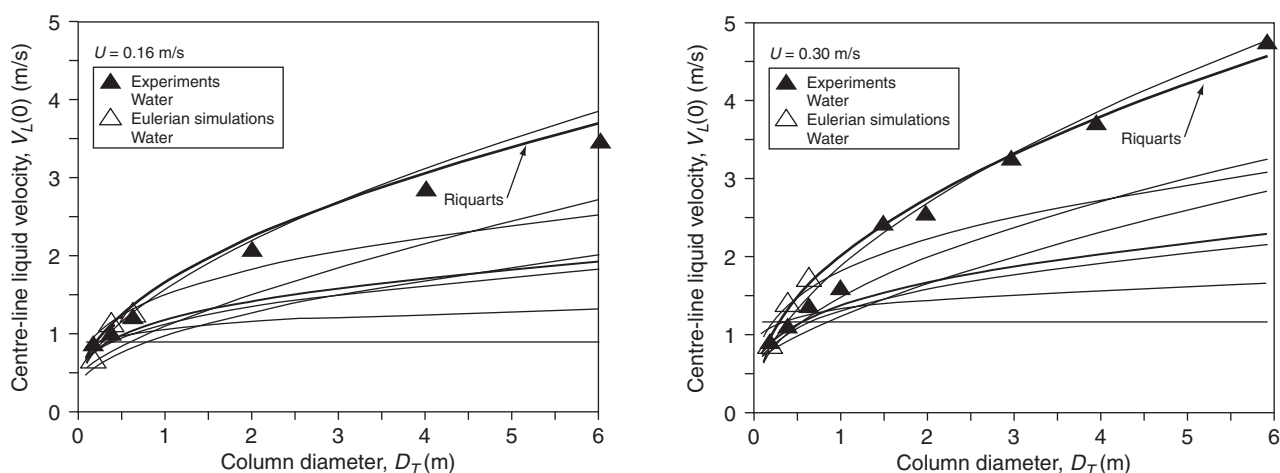 5
4
3
2
1
0
Centre-line liquid velocity, V_L(0) (m/s)
U = 0.16 m/s
Experiments
Water
Eulerian simulations
Water
Riquarts
0 1 2 3 4 5 6
Column diameter, D_T (m)
5
4
3
2
1
0
Centre-line liquid velocity, V_L(0) (m/s)
U = 0.30 m/s
Experiments
Water
Eulerian simulations
Water
Riquarts
0 1 2 3 4 5 6
Column diameter, D_T (m)